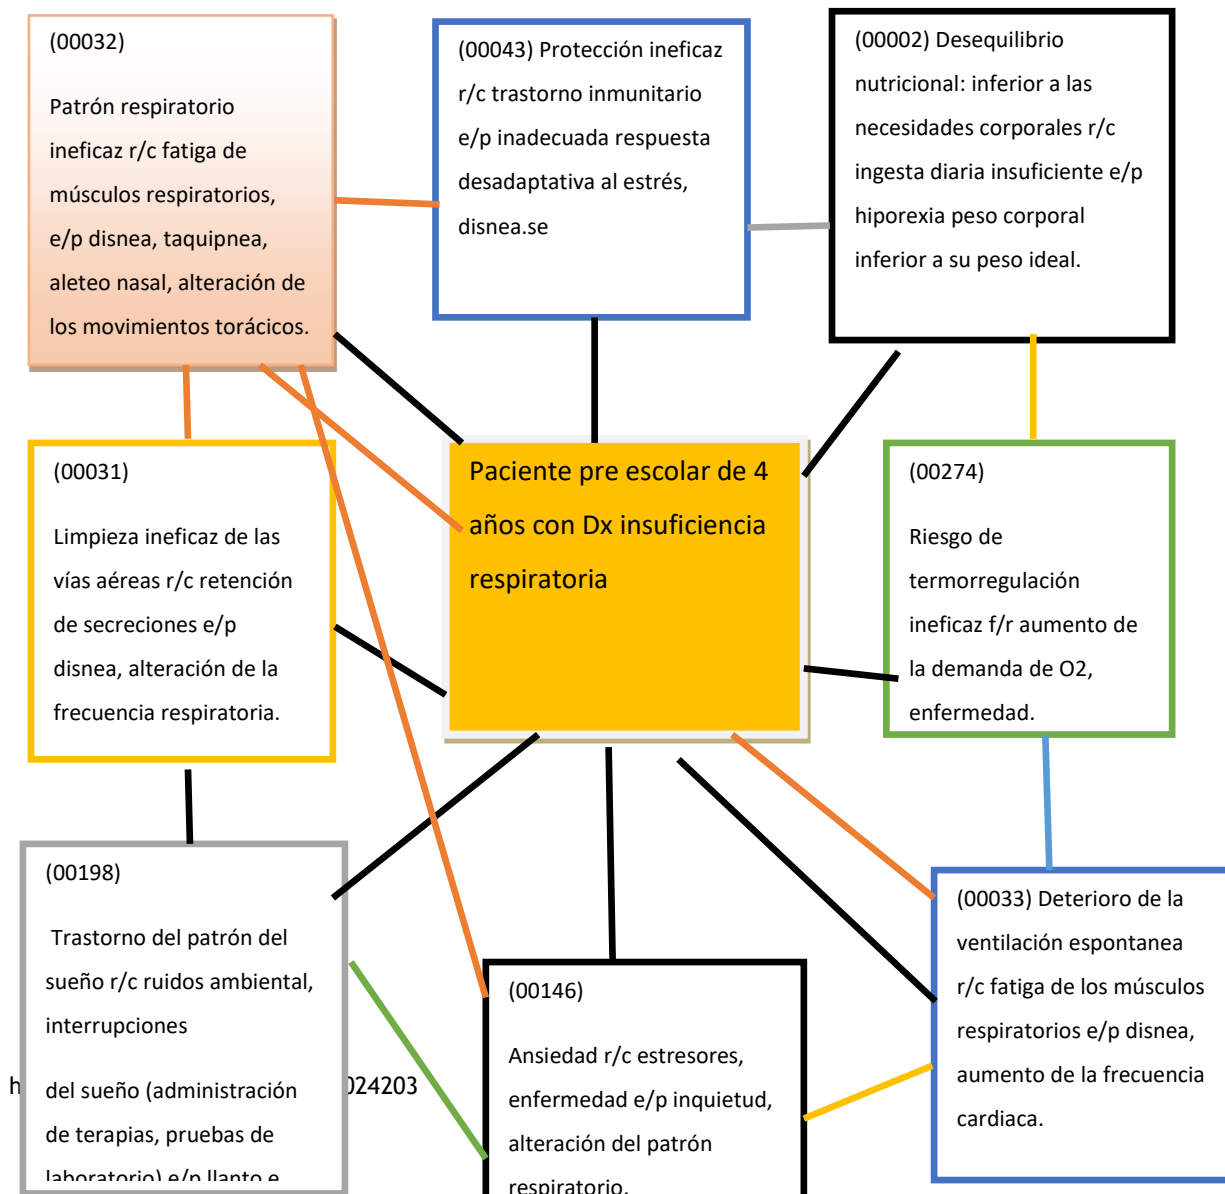 (00032)
Patrón respiratorio
ineficaz r/c fatiga de
músculos respiratorios,
e/p disnea, taquipnea,
aleteo nasal, alteración de
los movimientos torácicos.
(00043) Protección ineficaz
r/c trastorno inmunitario
e/p inadecuada respuesta
desadaptativa al estrés,
disnea.se
(00002) Desequilibrio
nutricional: inferior a las
necesidades corporales r/c
ingesta diaria insuficiente e/p
hiporexia peso corporal
inferior a su peso ideal.
(00031)
Limpieza ineficaz de las
vías aéreas r/c retención
de secreciones e/p
disnea, alteración de la
frecuencia respiratoria.
Paciente pre escolar de 4
años con Dx insuficiencia
respiratoria
(00274)
Riesgo de
termorregulación
ineficaz f/r aumento de
la demanda de O2,
enfermedad.
(00198)
Trastorno del patrón del
sueño r/c ruidos ambiental,
interrupciones
del sueño (administración
de terapias, pruebas de
laboratorio) e/p llanto e
h
024203
(00146)
Ansiedad r/c estresores,
enfermedad e/p inquietud,
alteración del patrón
respiratorio.
(00033) Deterioro de la
ventilación espontanea
r/c fatiga de los músculos
respiratorios e/p disnea,
aumento de la frecuencia
cardiaca.